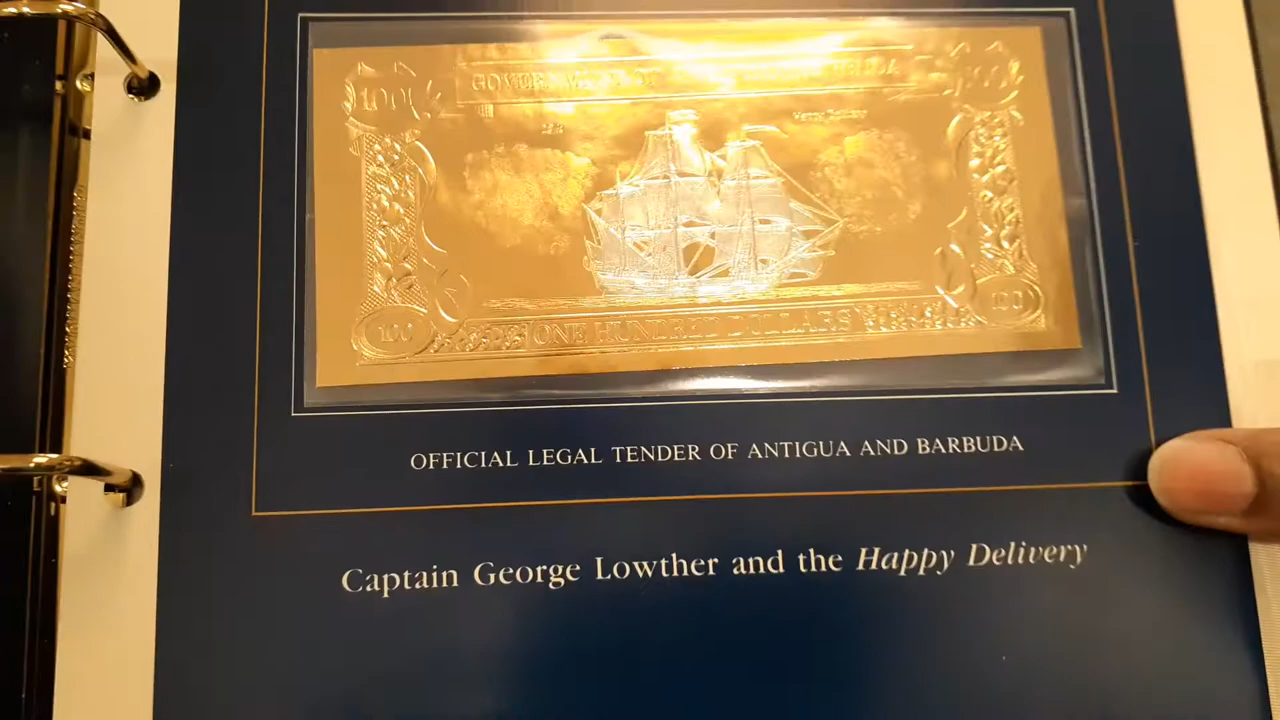 100
GOVER
ONE HUNDRED DOLLARS
100
100
OFFICIAL LEGAL TENDER OF ANTIGUA AND BARBUDA
Captain George Lowther and the Happy Delivery